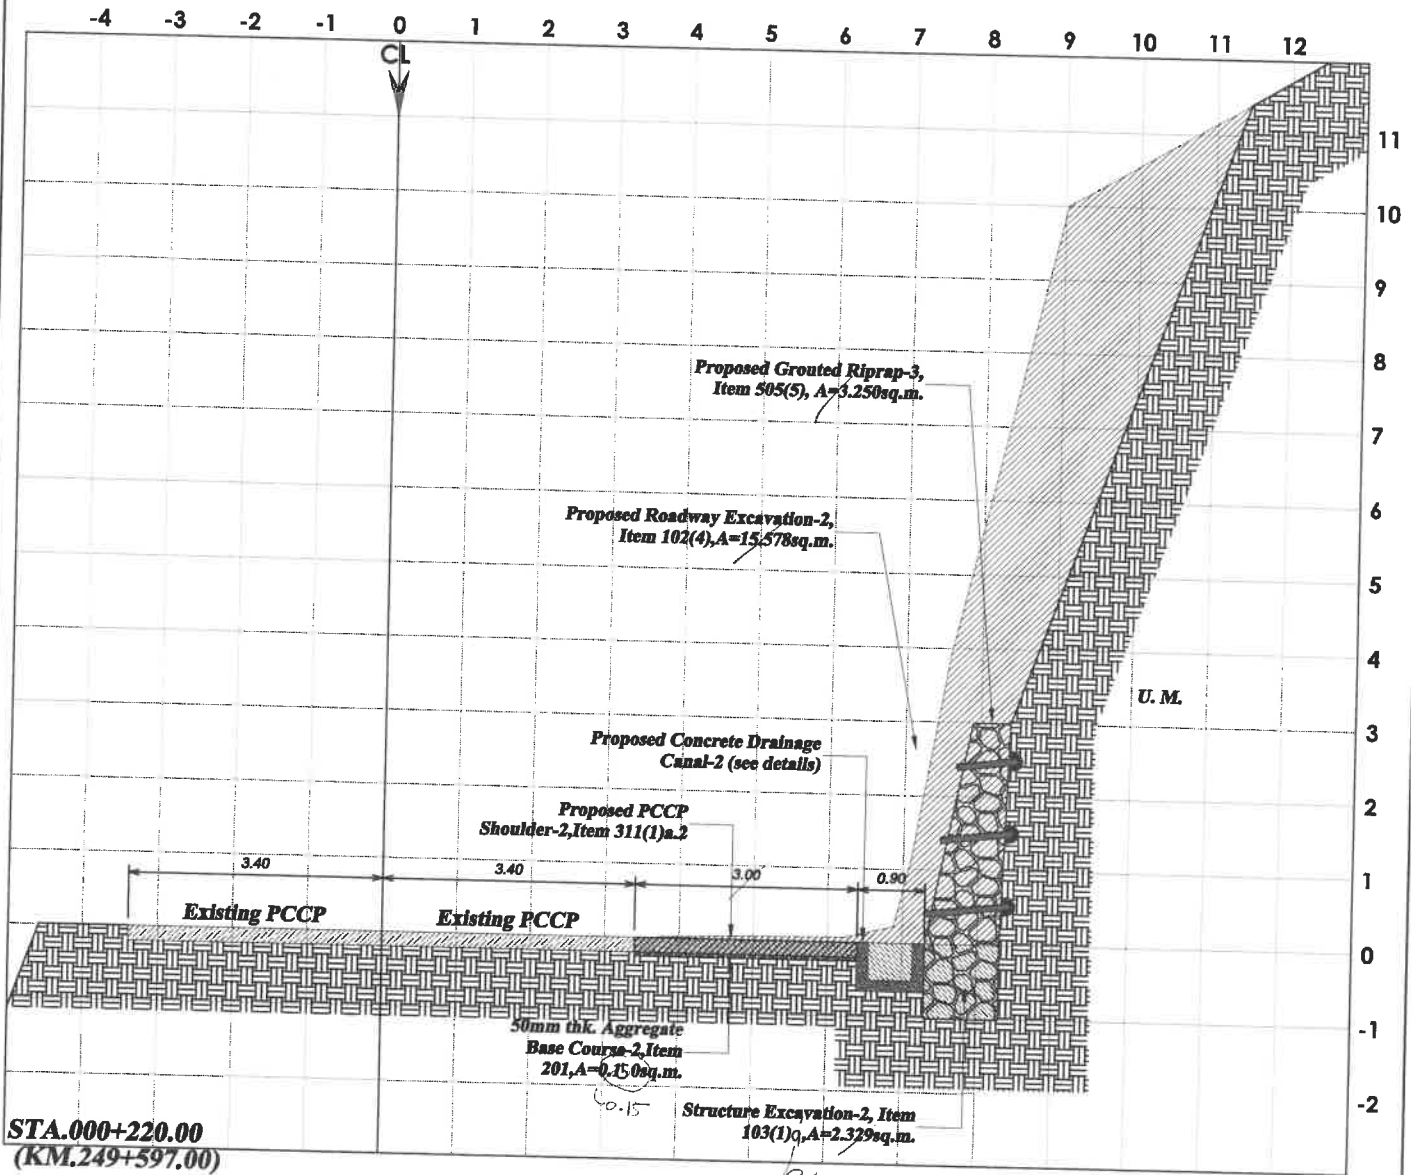 -4 -3 -2 -1 0 1 2 3 4 5 6 7 8 9 10 11 12
CL
11
10
9
8
Proposed Grouted Riprap-3,
Item 505(5), A=3.250sq.m.
7
6
Proposed Roadway Excavation-2,
Item 102(4),A=15.578sq.m.
5
4
U. M.
3
Proposed Concrete Drainage
Canal-2 (see details)
2
Proposed PCCP
Shoulder-2,Item 311(1)a.2
1
3.40 3.40 3.00 0.90
Existing PCCP Existing PCCP
0
-1
50mm thk. Aggregate
Base Course-2,Item
201,A=0.150sq.m.
0.15
-2
Structure Excavation-2, Item
103(1)a,A=2.329sq.m.
STA.000+220.00
(KM.249+597.00)